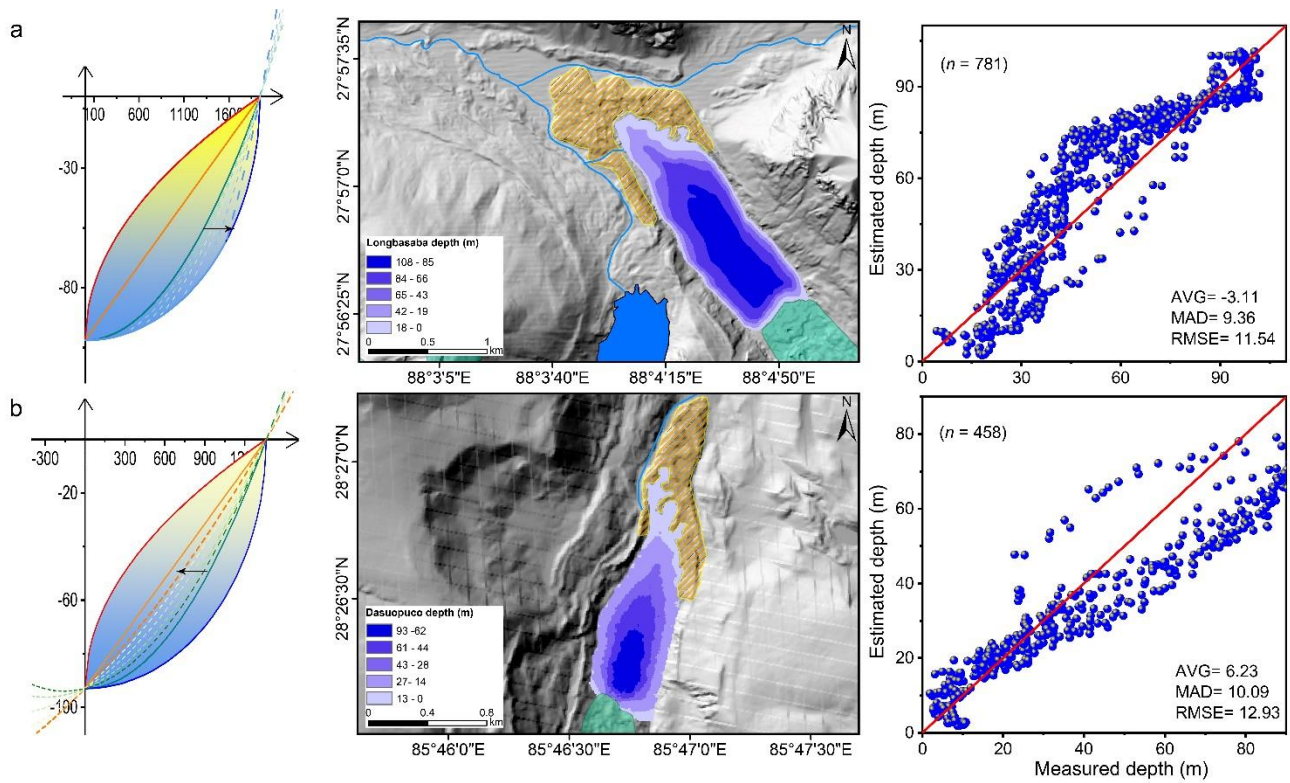 a
100 600 1100 1600
-30
-80
27°57'35"N
27°57'0"N
27°56'25"N
N
Longbasaba depth (m)
108 - 85
84 - 66
65 - 43
42 - 19
18 - 0
0 0.5 1
km
88°3'5"E 88°3'40"E 88°4'15"E 88°4'50"E
(n = 781)
Estimated depth (m)
90
60
30
0
AVG= -3.11
MAD= 9.36
RMSE= 11.54
0 30 60 90
b
-300 300 600 900
-20
-60
-100
28°27'0"N
28°26'30"N
N
Dasuopuco depth (m)
93 -62
61 - 44
43 - 28
27- 14
13 - 0
0 0.4 0.8
km
85°46'0"E 85°46'30"E 85°47'0"E 85°47'30"E
(n = 458)
Estimated depth (m)
80
60
40
20
0
AVG= 6.23
MAD= 10.09
RMSE= 12.93
0 20 40 60 80
Measured depth (m)